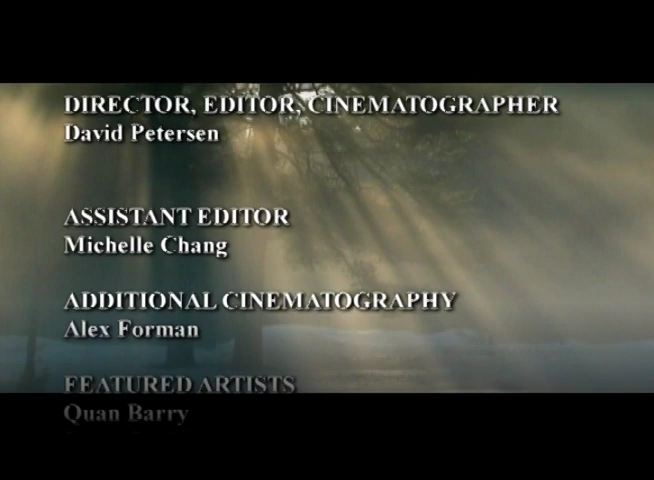 DIRECTOR, EDITOR, CINEMATOGRAPHER
David Petersen
ASSISTANT EDITOR
Michelle Chang
ADDITIONAL CINEMATOGRAPHY
Alex Forman
FEATURED ARTISTS
Quan Barry